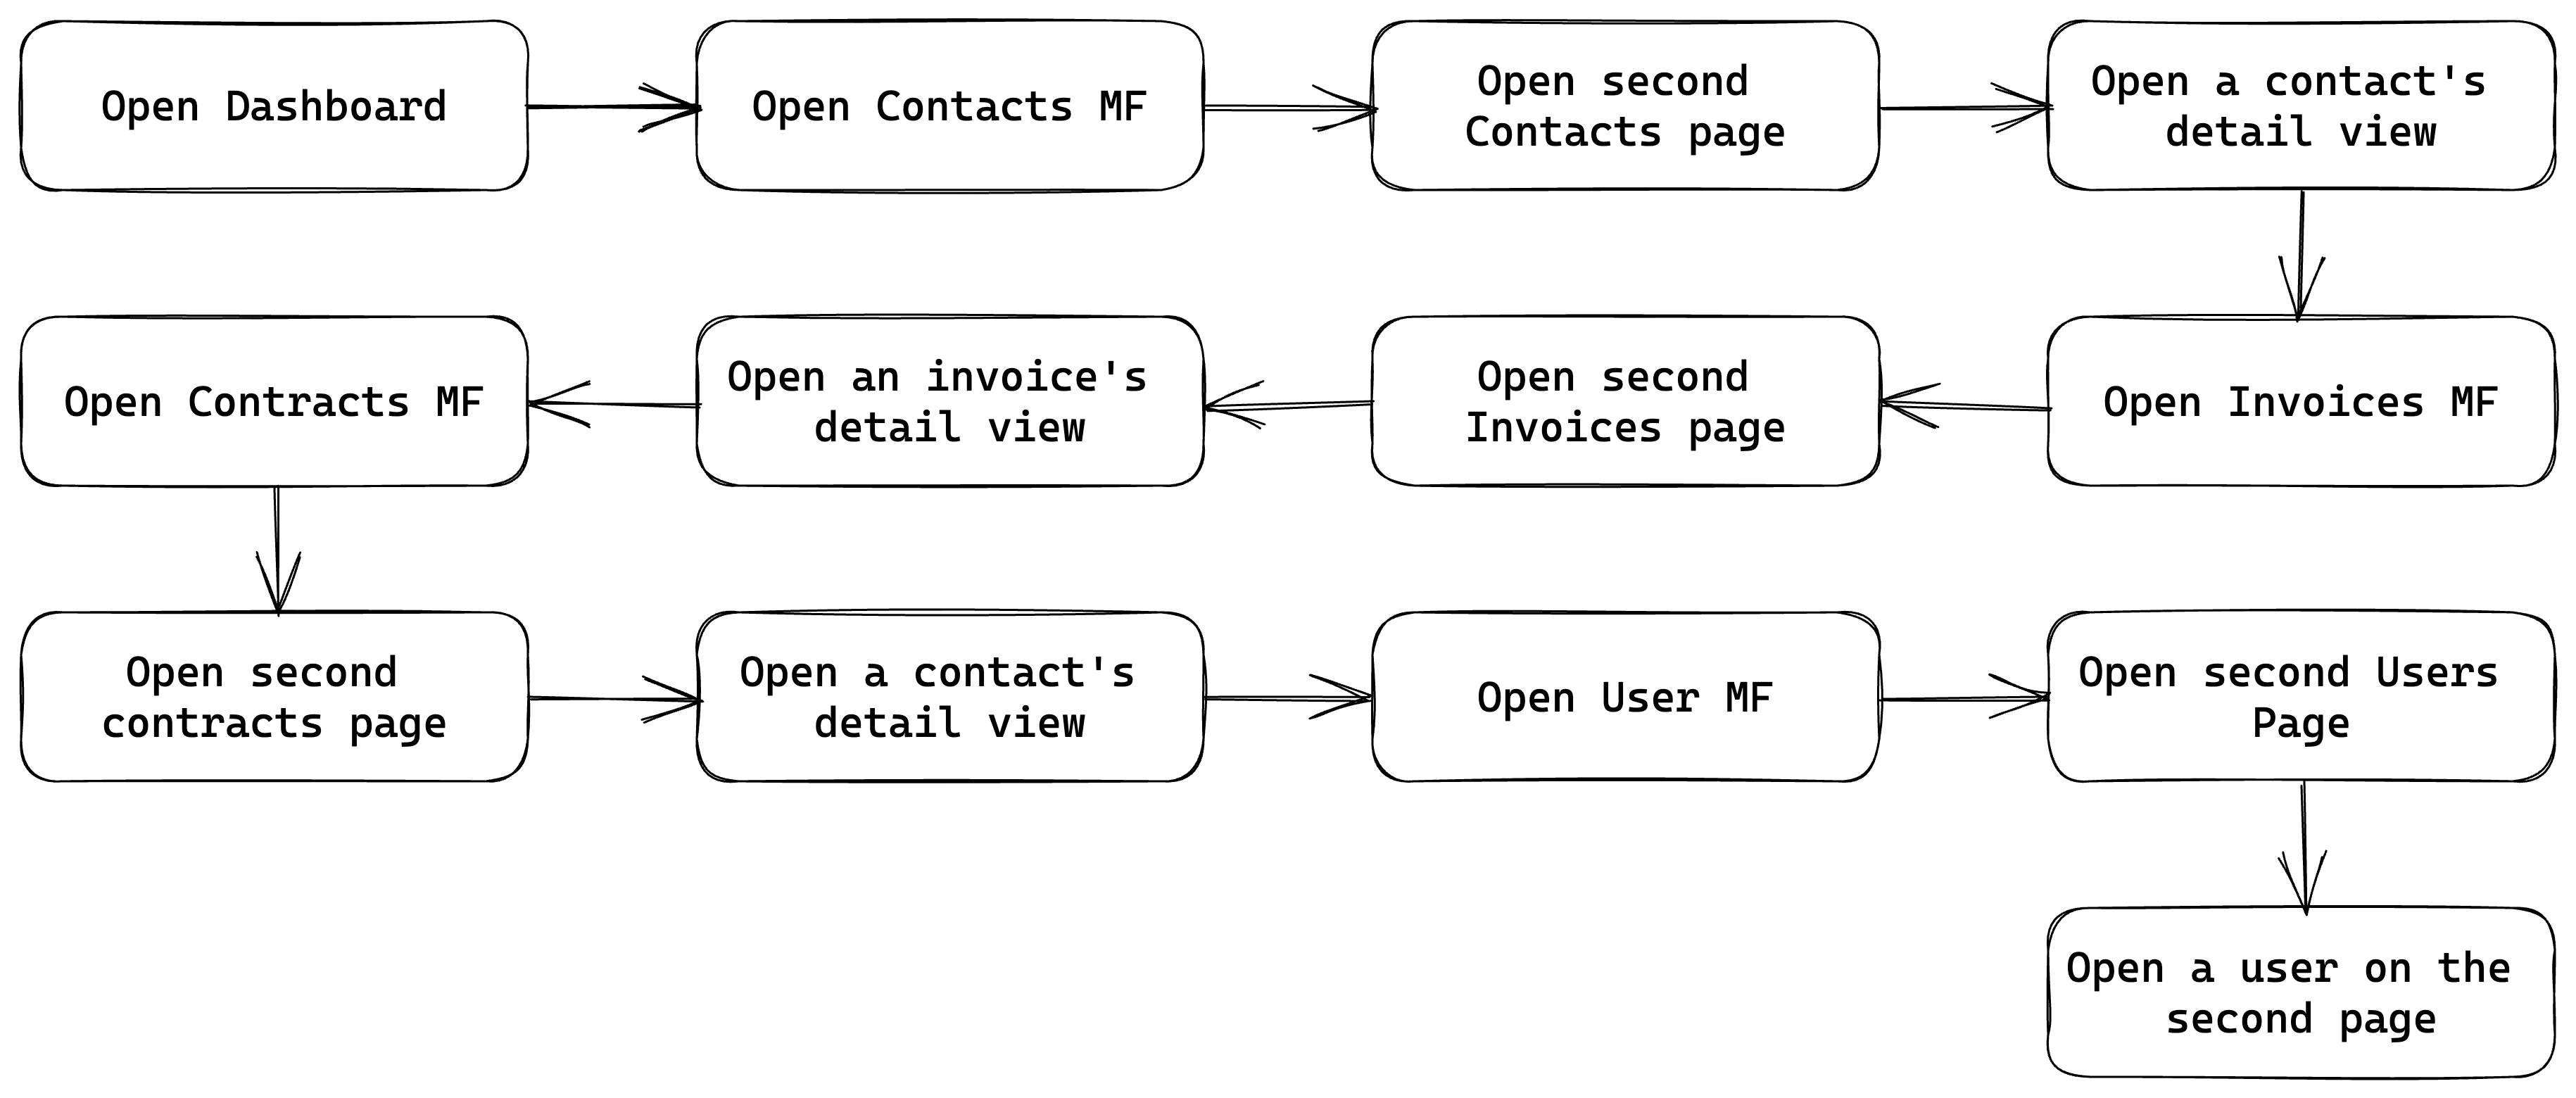 Open Dashboard
Open Contacts MF
Open second
Contacts page
Open a contact's
detail view
Open Invoices MF
Open second
Invoices page
Open an invoice's
detail view
Open Contracts MF
Open second
contracts page
Open a contact's
detail view
Open User MF
Open second Users
Page
Open a user on the
second page